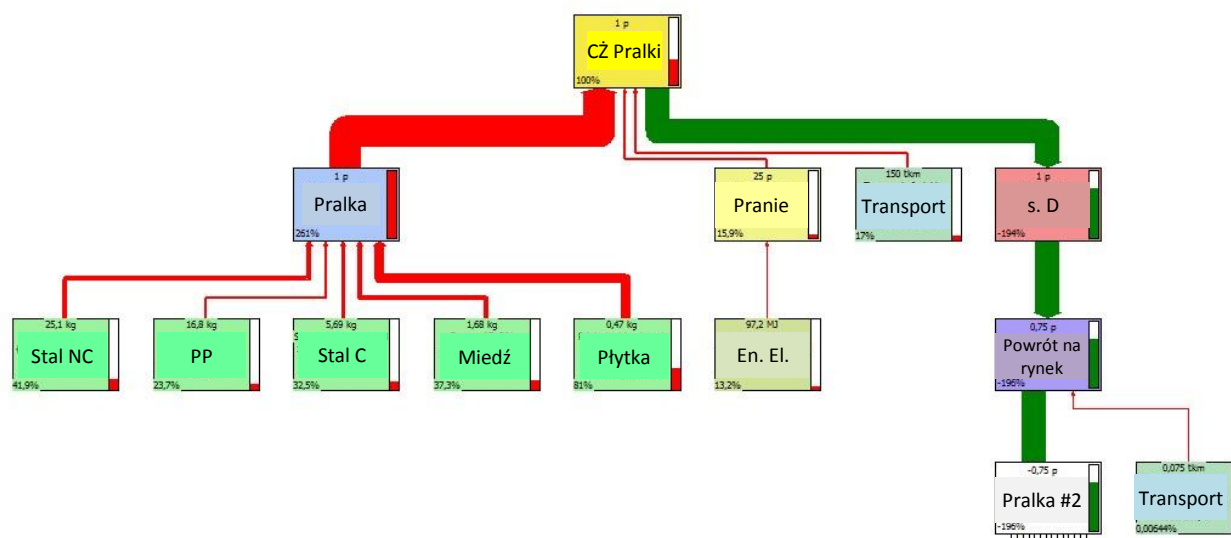 1 p
CŻ Pralki
100%
1 p
Pralka
261%
25 p
Pranie
15,9%
150 tkm
Transport
17%
1 p
s. D
-194%
25,1 kg
Stal NC
41,9%
16,8 kg
PP
23,7%
5,69 kg
Stal C
32,5%
1,68 kg
Miedź
37,3%
0,47 kg
Płytka
81%
97,2 MJ
En. El.
13,2%
0,75 p
Powrót na
rynek
-196%
-0,75 p
Pralka #2
-196%
0,075 tkm
Transport
0,00644%